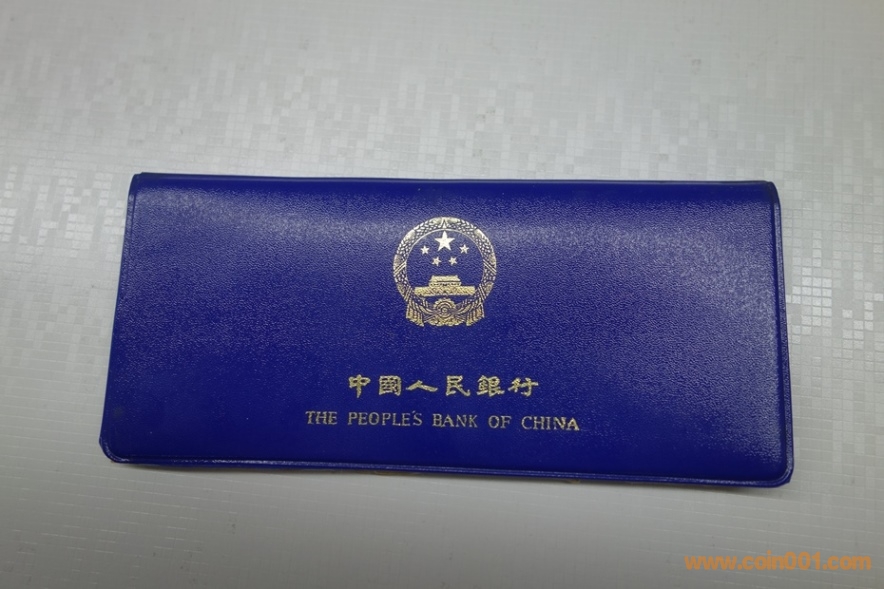 中國人民銀行
THE PEOPLE'S BANK OF CHINA
www.coin001.com